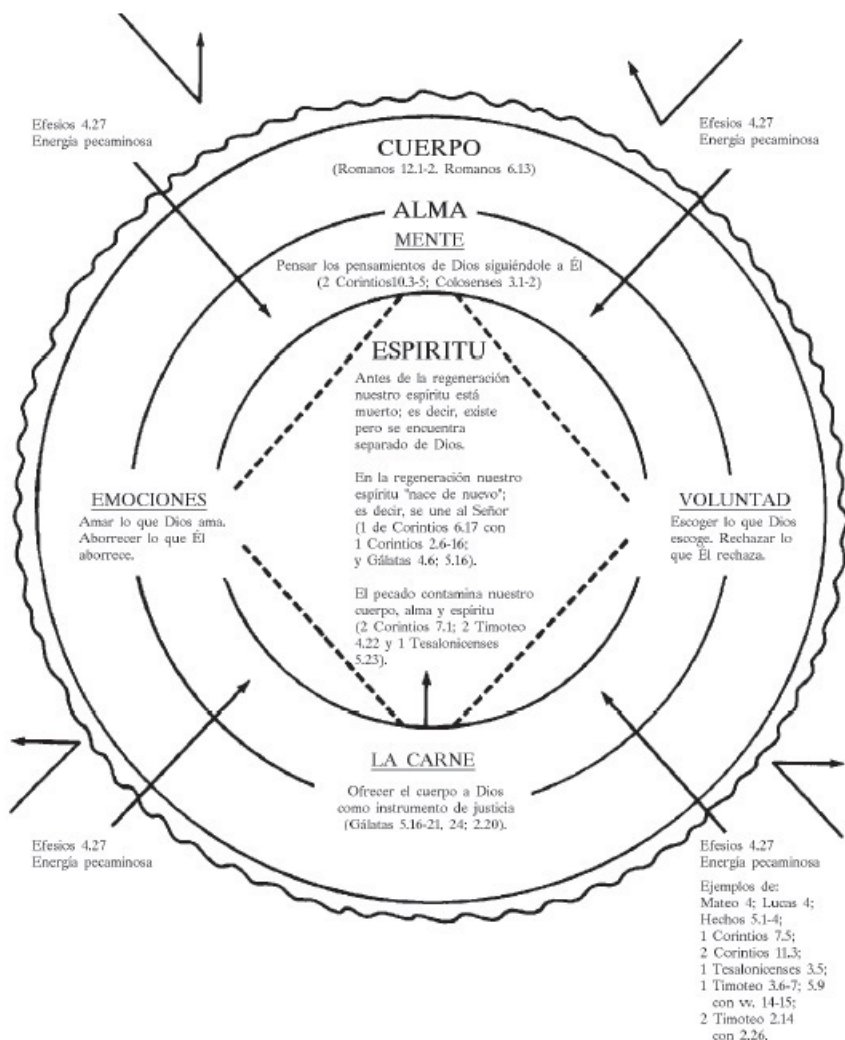 Efesios 4.27
Energía pecaminosa
Efesios 4.27
Energía pecaminosa
CUERPO
(Romanos 12.1-2. Romanos 6.13)
ALMA
MENTE
Pensar los pensamientos de Dios siguiéndole a Él
(2 Corintios10.3-5; Colosenses 3.1-2)
ESPIRITU
Antes de la regeneración
nuestro espíritu está
muerto; es decir, existe
pero se encuentra
separado de Dios.
En la regeneración nuestro
espíritu "nace de nuevo";
es decir, se une al Señor
(1 de Corintios 6.17 con
1 Corintios 2.6-16;
y Gálatas 4.6; 5.16).
El pecado contamina nuestro
cuerpo, alma y espíritu
(2 Corintios 7.1; 2 Timoteo
4.22 y 1 Tesalonicenses
5.23).
EMOCIONES
Amar lo que Dios ama.
Aborrecer lo que Él
aborrece.
VOLUNTAD
Escoger lo que Dios
escoge. Rechazar lo
que Él rechaza.
LA CARNE
Ofrecer el cuerpo a Dios
como instrumento de justicia
(Gálatas 5.16-21, 24; 2.20).
Efesios 4.27
Energía pecaminosa
Efesios 4.27
Energía pecaminosa
Ejemplos de:
Mateo 4; Lucas 4;
Hechos 5.1-4;
1 Corintios 7.5;
2 Corintios 11.3;
1 Tesalonicenses 3.5;
1 Timoteo 3.6-7; 5.9
con vv. 14-15;
2 Timoteo 2.14
con 2.26.